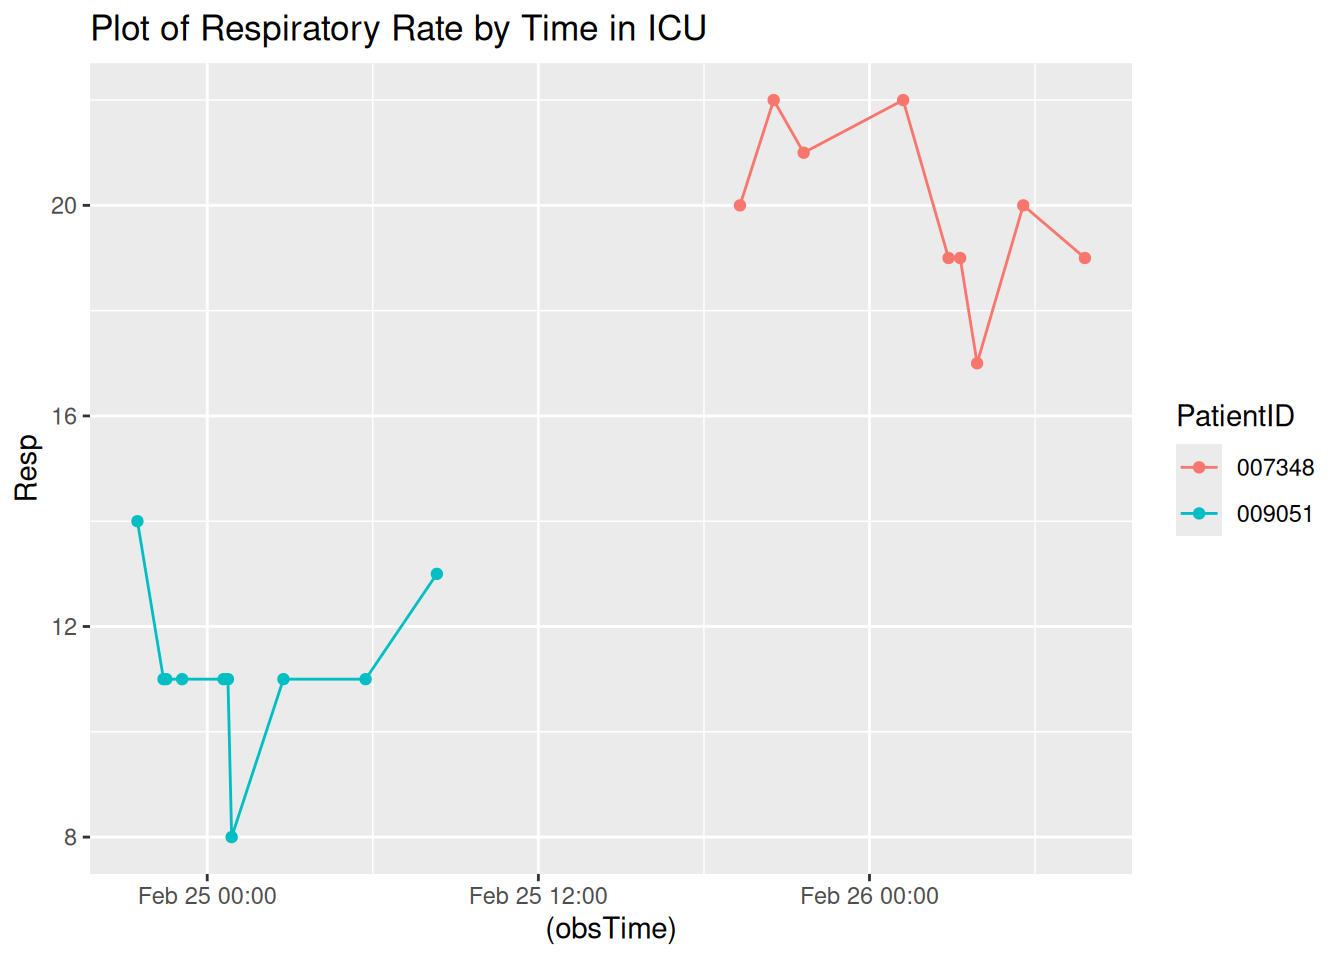 Plot of Respiratory Rate by Time in ICU
20
16
12
8
Resp
Feb 25 00:00
Feb 25 12:00
Feb 26 00:00
(obsTime)
PatientID
007348
009051